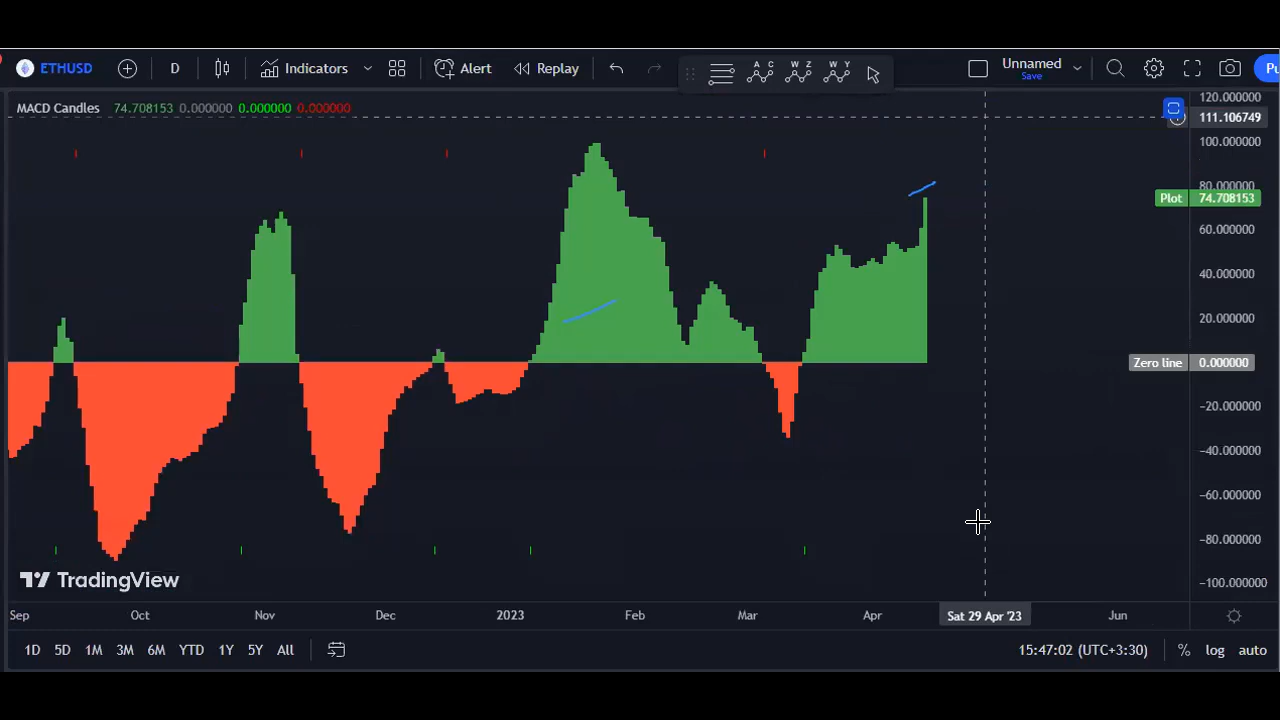 ETHUSD D Indicators Alert Replay A C W Z W Y Unnamed Save Pu
MACD Candles 74.708153 0.000000 0.000000 0.000000
120.000000
111.106749
100.000000
80.000000
Plot 74.708153
60.000000
40.000000
20.000000
Zero line 0.000000
−20.000000
−40.000000
−60.000000
−80.000000
−100.000000
TradingView
Sep Oct Nov Dec 2023 Feb Mar Apr Sat 29 Apr '23 Jun
1D 5D 1M 3M 6M YTD 1Y 5Y All 15:47:02 (UTC+3:30) % log auto